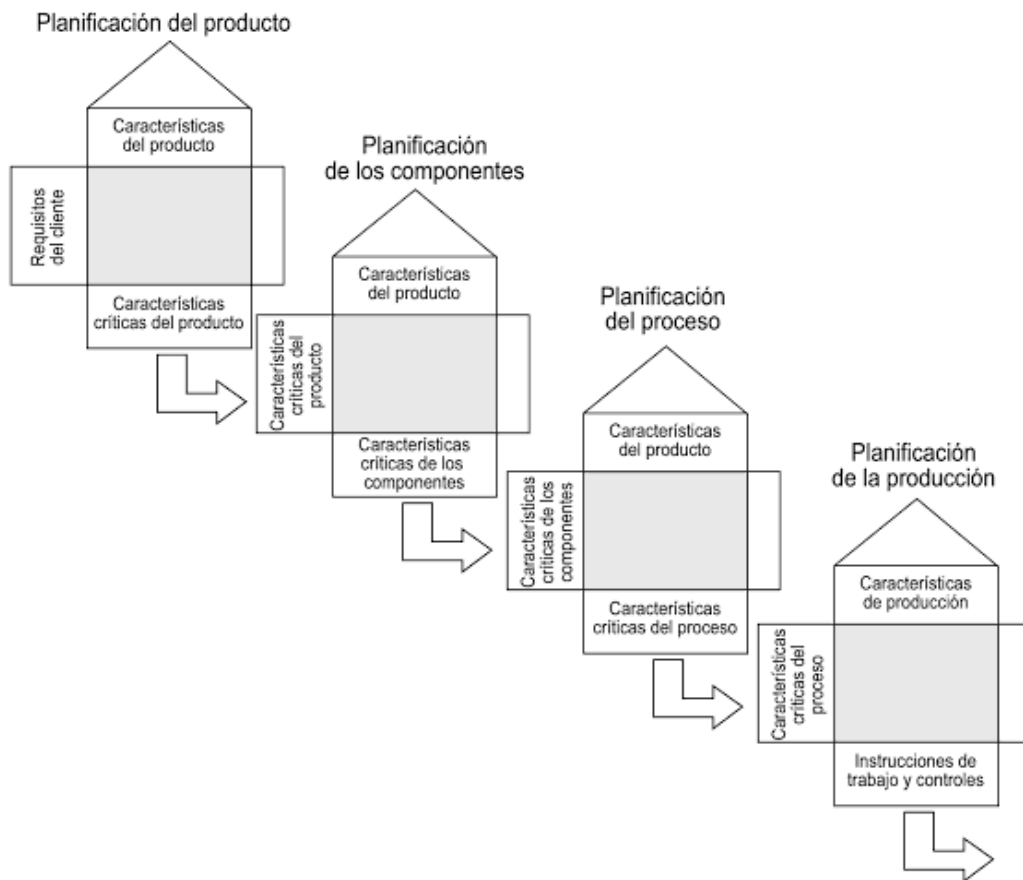 Planificación del producto
Características
del producto
Requisitos
del cliente
Características
críticas del producto
Planificación
de los componentes
Características
del producto
Características
críticas del
producto
Características
críticas de los
componentes
Planificación
del proceso
Características
del producto
Características
críticas de los
componentes
Características
críticas del proceso
Planificación
de la producción
Características
de producción
Características
críticas del
proceso
Instrucciones de
trabajo y controles